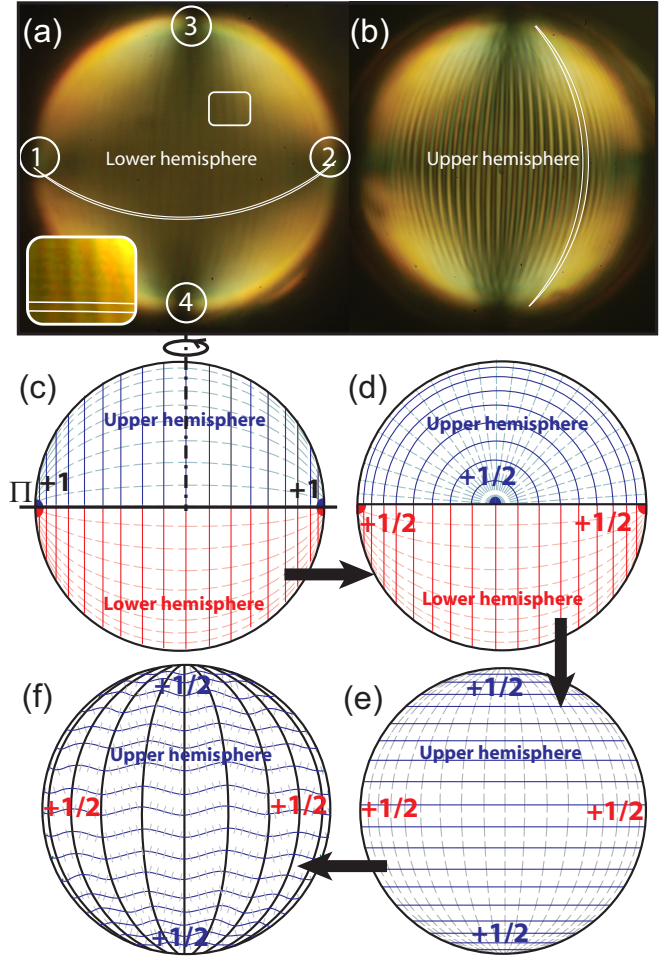 (a)
3
(b)
1
Lower hemisphere
2
Upper hemisphere
4
(c)
(d)
Upper hemisphere
Upper hemisphere
Π
+1
+1
+1/2
+1/2
+1/2
Lower hemisphere
Lower hemisphere
(f)
+1/2
+1/2
(e)
Upper hemisphere
Upper hemisphere
+1/2
+1/2
+1/2
+1/2
+1/2
+1/2